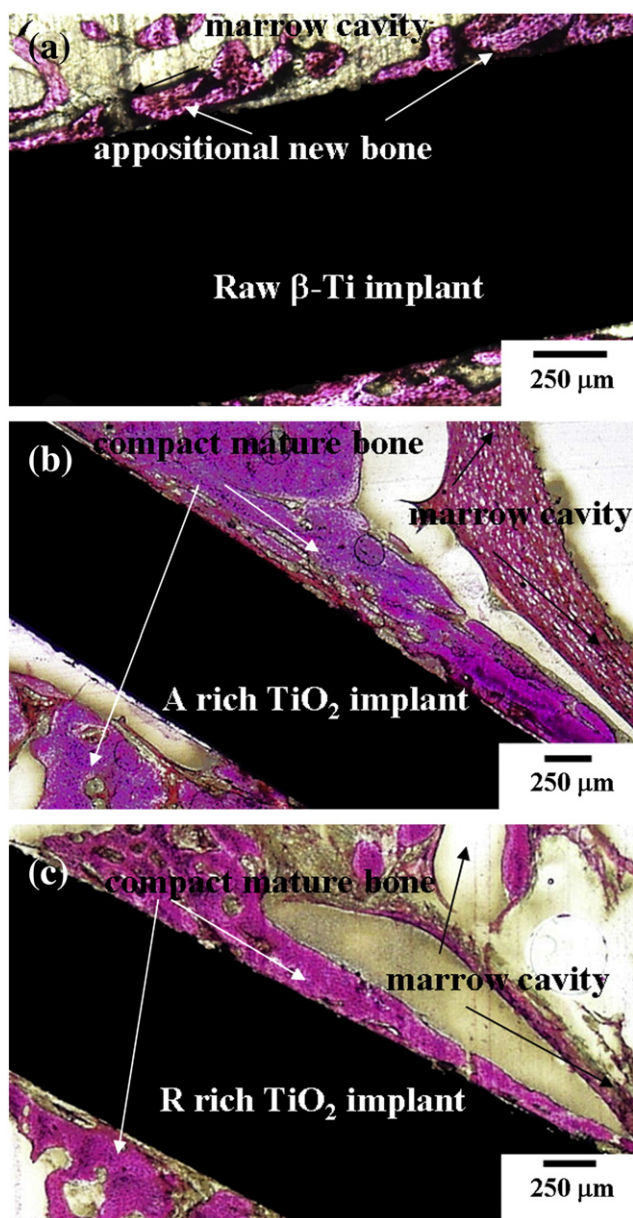 (a)
marrow cavity
appositional new bone
Raw β-Ti implant
250 μm
(b)
compact mature bone
marrow cavity
A rich TiO₂ implant
250 μm
(c)
compact mature bone
marrow cavity
R rich TiO₂ implant
250 μm